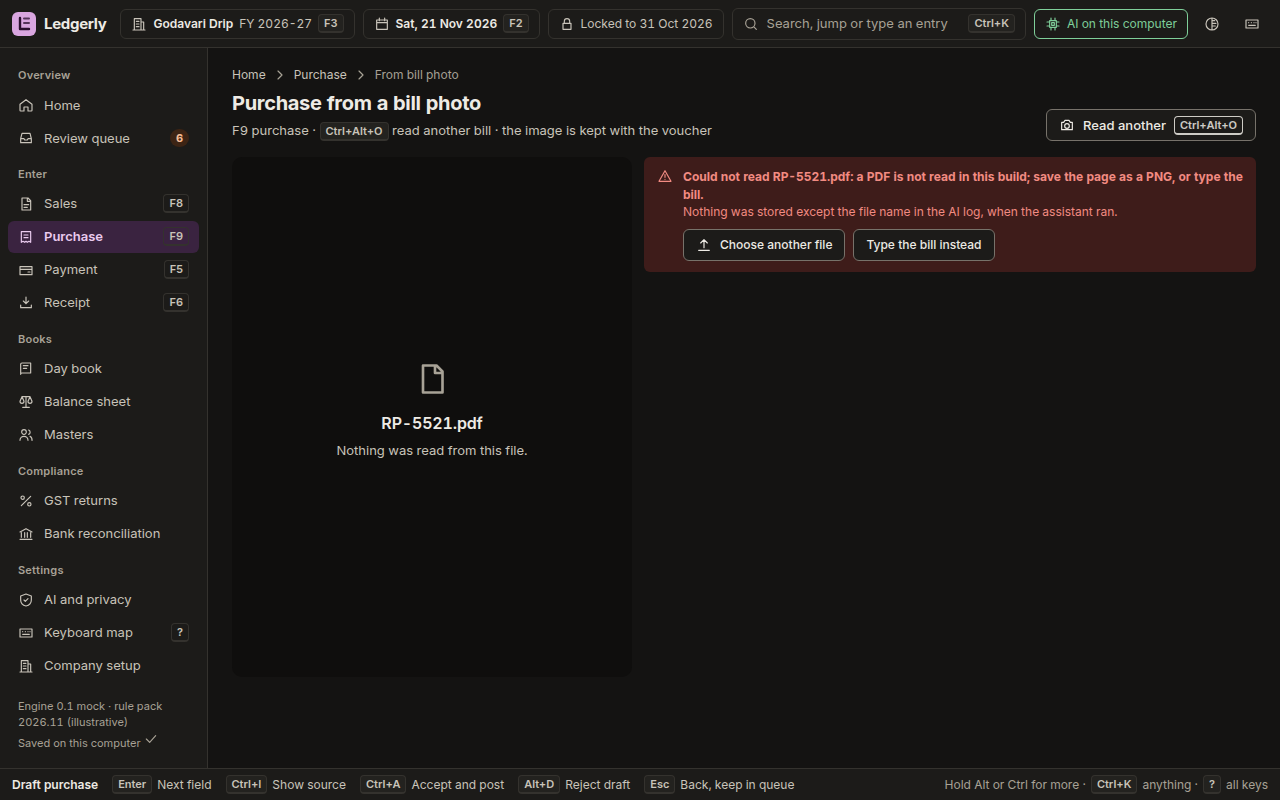 Ledgerly
Godavari Drip FY 2026-27 F3
Sat, 21 Nov 2026 F2
Locked to 31 Oct 2026
Search, jump or type an entry Ctrl+K
AI on this computer
Overview
Home
Review queue 6
Enter
Sales F8
Purchase F9
Payment F5
Receipt F6
Books
Day book
Balance sheet
Masters
Compliance
GST returns
Bank reconciliation
Settings
AI and privacy
Keyboard map ?
Company setup
Engine 0.1 mock · rule pack
2026.11 (illustrative)
Saved on this computer
Home > Purchase > From bill photo
Purchase from a bill photo
F9 purchase · Ctrl+Alt+O read another bill · the image is kept with the voucher
Read another Ctrl+Alt+O
RP-5521.pdf
Nothing was read from this file.
Could not read RP-5521.pdf: a PDF is not read in this build; save the page as a PNG, or type the
bill.
Nothing was stored except the file name in the AI log, when the assistant ran.
Choose another file
Type the bill instead
Draft purchase Enter Next field Ctrl+I Show source Ctrl+A Accept and post Alt+D Reject draft Esc Back, keep in queue
Hold Alt or Ctrl for more · Ctrl+K anything · ? all keys